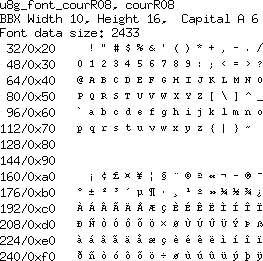 u8g_font_courR08, courR08
BBX Width 10, Height 16, Capital A 6
Font data size: 2433
32/0x20 ! " # $ % & ' ( ) * + , - . /
48/0x30 0 1 2 3 4 5 6 7 8 9 : ; < = > ?
64/0x40 @ A B C D E F G H I J K L M N O
80/0x50 P Q R S T U V W X Y Z [ \ ] ^ _
96/0x60 ` a b c d e f g h i j k l m n o
112/0x70 p q r s t u v w x y z { | } ~
128/0x80
144/0x90
160/0xa0 ¡ ¢ £ ¤ ¥ ¦ § ¨ © ª « ¬ - ® ¯
176/0xb0 ° ± ² ³ ´ µ ¶ · ¸ ¹ º » ¼ ½ ¾ ¿
192/0xc0 À Á Â Ã Ä Å Æ Ç È É Ê Ë Ì Í Î Ï
208/0xd0 Ð Ñ Ò Ó Ô Õ Ö × Ø Ù Ú Û Ü Ý Þ ß
224/0xe0 à á â ã ä å æ ç è é ê ë ì í î ï
240/0xf0 ð ñ ò ó ô õ ö ÷ ø ù ú û ü ý þ ÿ